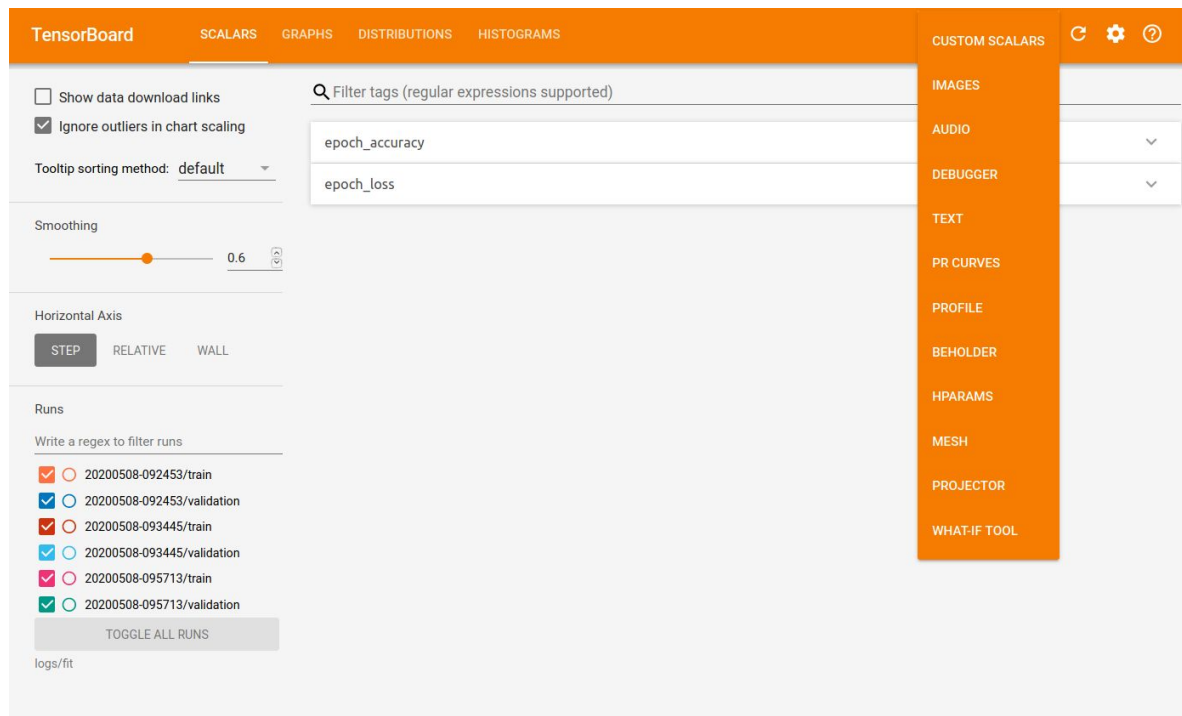 TensorBoard SCALARS GRAPHS DISTRIBUTIONS HISTOGRAMS
CUSTOM SCALARS
IMAGES
AUDIO
DEBUGGER
TEXT
PR CURVES
PROFILE
BEHOLDER
HPARAMS
MESH
PROJECTOR
WHAT-IF TOOL
Show data download links
Ignore outliers in chart scaling
Tooltip sorting method: default
Smoothing
0.6
Horizontal Axis
STEP RELATIVE WALL
Runs
Write a regex to filter runs
20200508-092453/train
20200508-092453/validation
20200508-093445/train
20200508-093445/validation
20200508-095713/train
20200508-095713/validation
TOGGLE ALL RUNS
logs/fit
Filter tags (regular expressions supported)
epoch_accuracy
epoch_loss